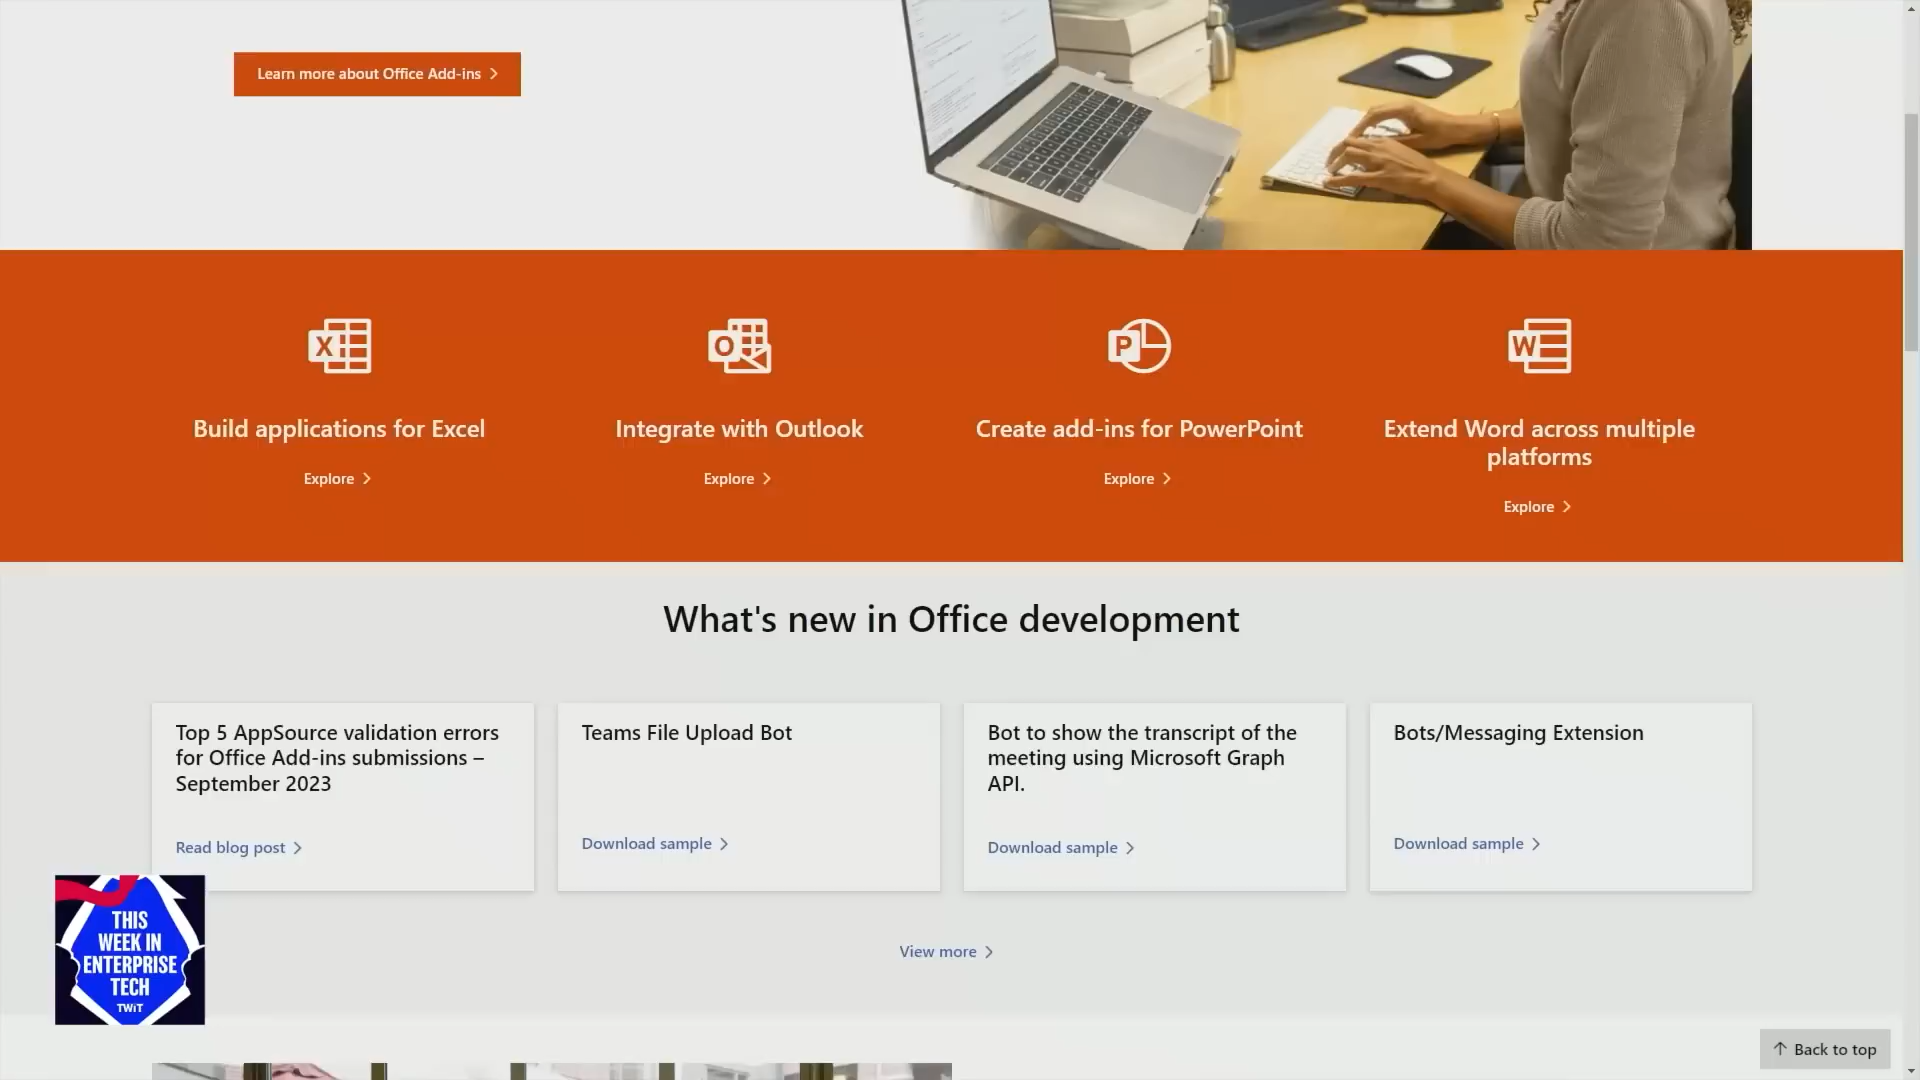 Learn more about Office Add-ins
X
O
P
W
Build applications for Excel
Explore
Integrate with Outlook
Explore
Create add-ins for PowerPoint
Explore
Extend Word across multiple
platforms
Explore
What's new in Office development
Top 5 AppSource validation errors
for Office Add-ins submissions –
September 2023
Read blog post
Teams File Upload Bot
Download sample
Bot to show the transcript of the
meeting using Microsoft Graph
API.
Download sample
Bots/Messaging Extension
Download sample
View more
THIS
WEEK IN
ENTERPRISE
TECH
TWiT
Back to top